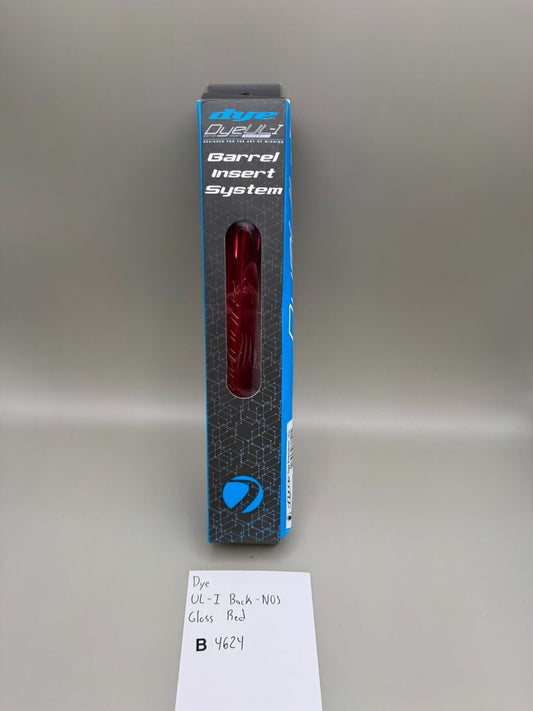 dye
DyeUL-I
DESIGNED FOR THE ART OF WINNING
Barrel
Insert
System
Dye
UL-I Back-NOS
Gloss Red
B 4624